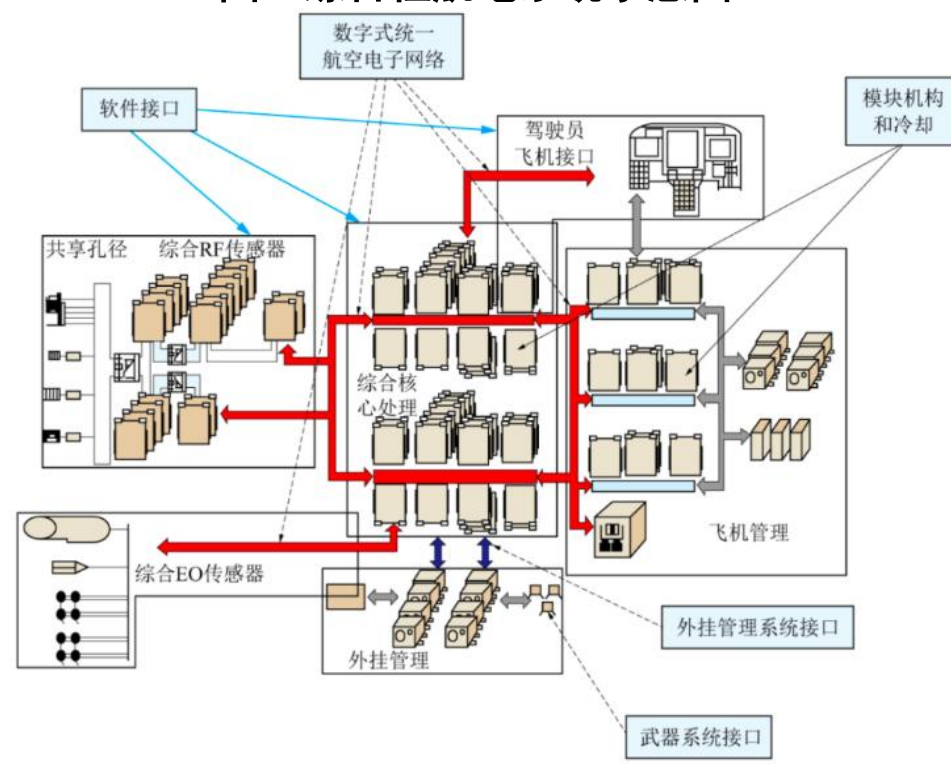 数字式统一
航空电子网络
软件接口
模块机构
和冷却
驾驶员
飞机接口
共享孔径
综合RF传感器
综合核
心处理
飞机管理
综合EO传感器
外挂管理
外挂管理系统接口
武器系统接口